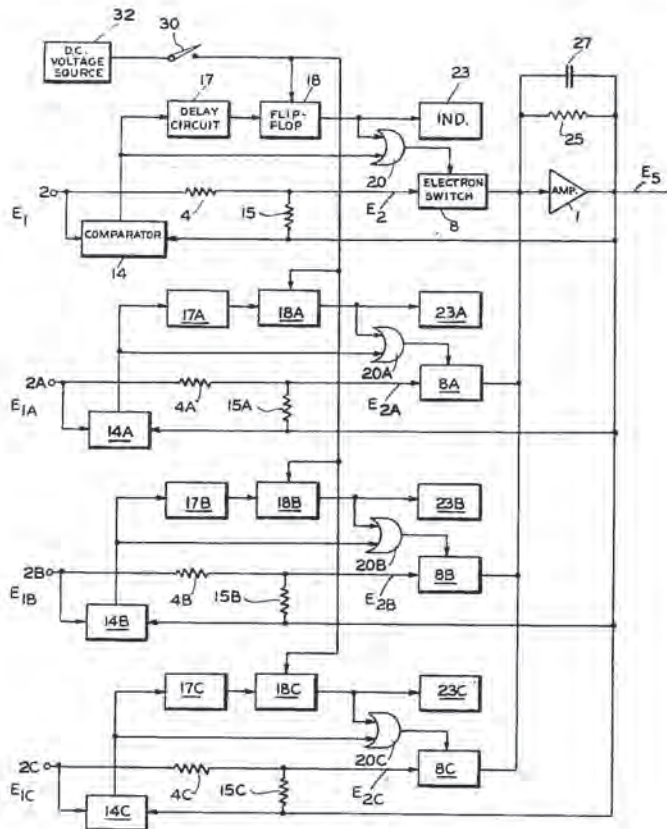 32
30
D.C.
VOLTAGE
SOURCE
27
17
18
23
DELAY
CIRCUIT
FLIP-
FLOP
IND.
25
20
2
4
15
E2
ELECTRON
SWITCH
8
AMP.
1
E5
E1
COMPARATOR
14
17A
18A
23A
20A
2A
4A
15A
E2A
8A
E1A
14A
17B
18B
23B
20B
2B
4B
15B
E2B
8B
E1B
14B
17C
18C
23C
20C
2C
4C
15C
E2C
8C
E1C
14C